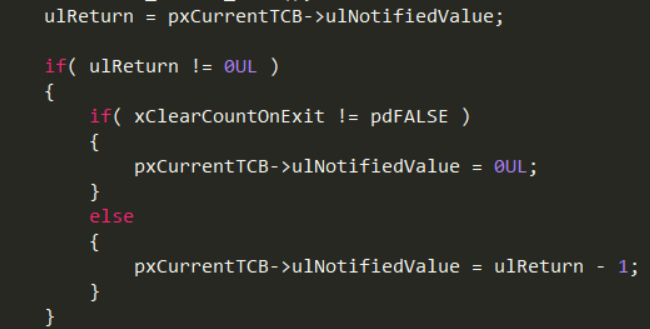 ulReturn = pxCurrentTCB->ulNotifiedValue;
if( ulReturn != 0UL )
{
if( xClearCountOnExit != pdFALSE )
{
pxCurrentTCB->ulNotifiedValue = 0UL;
}
else
{
pxCurrentTCB->ulNotifiedValue = ulReturn - 1;
}
}